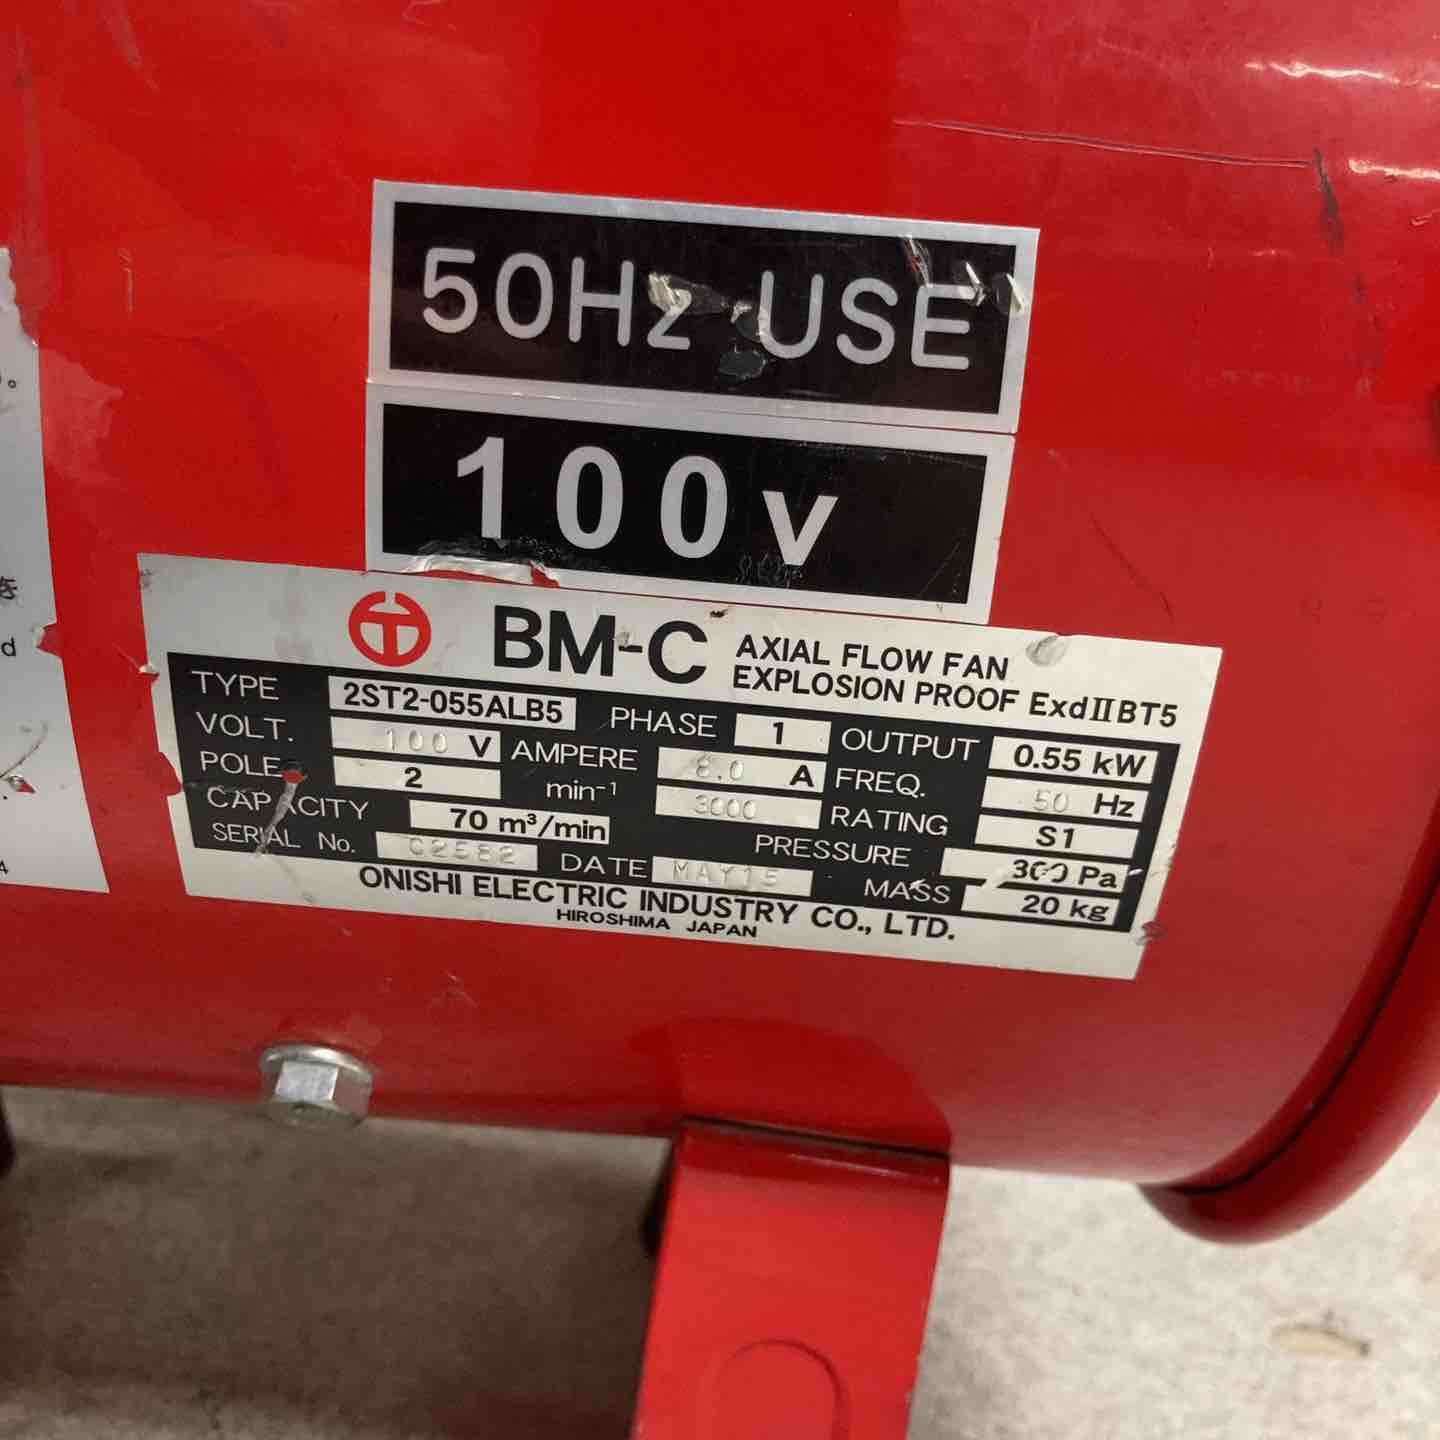 50Hz USE
100v
BM-C AXIAL FLOW FAN
EXPLOSION PROOF ExdⅡBT5
TYPE 2ST2-055ALB5 PHASE 1 OUTPUT 0.55 kW
VOLT. 100 V AMPERE 8.0 A FREQ. 50 Hz
POLE 2 min⁻¹ 3000 RATING S1
CAPACITY 70 m³/min PRESSURE 300 Pa
SERIAL No. C2582 DATE MAY15 MASS 20 kg
ONISHI ELECTRIC INDUSTRY CO., LTD.
HIROSHIMA JAPAN